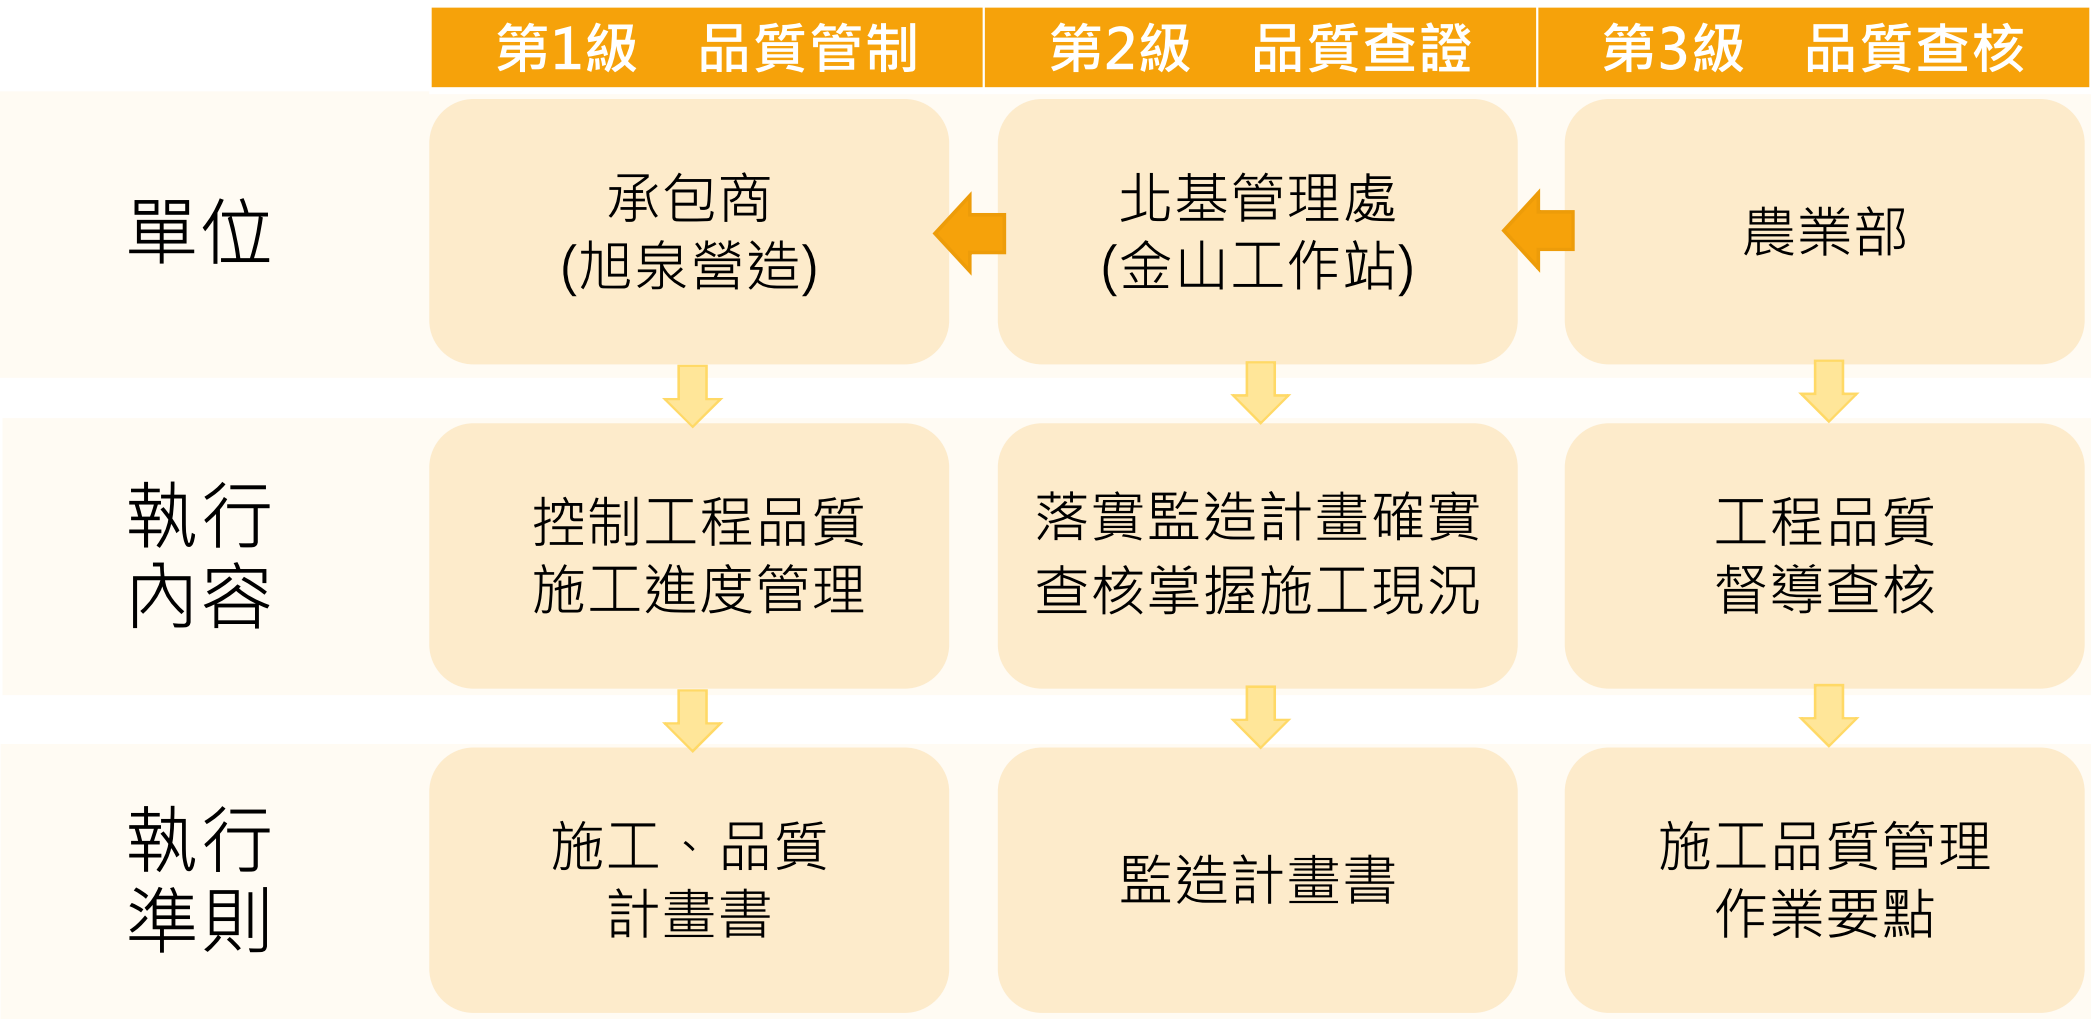 第1級　品質管制
第2級　品質查證
第3級　品質查核
單位
承包商
(旭泉營造)
北基管理處
(金山工作站)
農業部
執行
內容
控制工程品質
施工進度管理
落實監造計畫確實
查核掌握施工現況
工程品質
督導查核
執行
準則
施工、品質
計畫書
監造計畫書
施工品質管理
作業要點